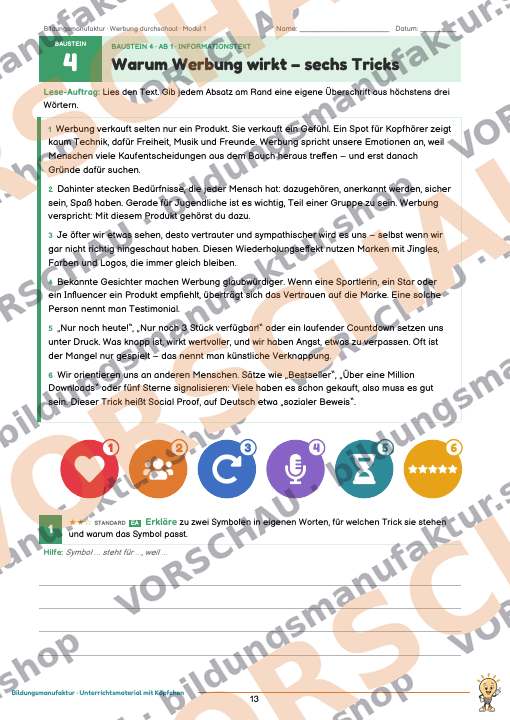 Bildungsmanufaktur · Werbung durchschaut · Modul 1 Name: Datum:
BAUSTEIN
4
BAUSTEIN 4 · AB 1 · INFORMATIONSTEXT
Warum Werbung wirkt – sechs Tricks
Lese-Auftrag: Lies den Text. Gib jedem Absatz am Rand eine eigene Überschrift aus höchstens drei
Wörtern.
1 Werbung verkauft selten nur ein Produkt. Sie verkauft ein Gefühl. Ein Spot für Kopfhörer zeigt
kaum Technik, dafür Freiheit, Musik und Freunde. Werbung spricht unsere Emotionen an, weil
Menschen viele Kaufentscheidungen aus dem Bauch heraus treffen – und erst danach
Gründe dafür suchen.
2 Dahinter stecken Bedürfnisse, die jeder Mensch hat: dazugehören, anerkannt werden, sicher
sein, Spaß haben. Gerade für Jugendliche ist es wichtig, Teil einer Gruppe zu sein. Werbung
verspricht: Mit diesem Produkt gehörst du dazu.
3 Je öfter wir etwas sehen, desto vertrauter und sympathischer wird es uns – selbst wenn wir
gar nicht richtig hingeschaut haben. Diesen Wiederholungseffekt nutzen Marken mit Jingles,
Farben und Logos, die immer gleich bleiben.
4 Bekannte Gesichter machen Werbung glaubwürdiger. Wenn eine Sportlerin, ein Star oder
ein Influencer ein Produkt empfiehlt, überträgt sich das Vertrauen auf die Marke. Eine solche
Person nennt man Testimonial.
5 „Nur noch heute!“, „Nur noch 3 Stück verfügbar!“ oder ein laufender Countdown setzen uns
unter Druck. Was knapp ist, wirkt wertvoller, und wir haben Angst, etwas zu verpassen. Oft ist
der Mangel nur gespielt – das nennt man künstliche Verknappung.
6 Wir orientieren uns an anderen Menschen. Sätze wie „Bestseller“, „Über eine Million
Downloads“ oder fünf Sterne signalisieren: Viele haben es schon gekauft, also muss es gut
sein. Dieser Trick heißt Social Proof, auf Deutsch etwa „sozialer Beweis“.
1 2 3 4 5 6
1 STANDARD EA Erkläre zu zwei Symbolen in eigenen Worten, für welchen Trick sie stehen
und warum das Symbol passt.
Hilfe: Symbol … steht für …, weil …
Bildungsmanufaktur · Unterrichtsmaterial mit Köpfchen
13
VORSCHAU · bildungsmanufaktur.shop